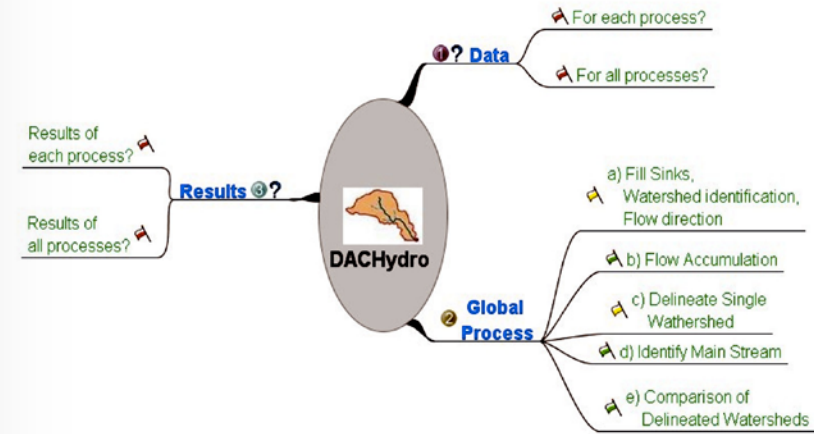 ① ? Data
For each process?
For all processes?
Results of
each process?
Results ③ ?
Results of
all processes?
DACHydro
② Global
Process
a) Fill Sinks,
Watershed identification,
Flow direction
b) Flow Accumulation
c) Delineate Single
Wathershed
d) Identify Main Stream
e) Comparison of
Delineated Watersheds